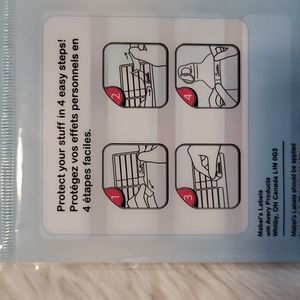 Protect your stuff in 4 easy steps!
Protégez vos effets personnels en
4 étapes faciles.
1
2
3
4
Mabel's Labels
with Avery Products
Whitby, ON Canada L1N 0G3
Mabel's Labels should be applied